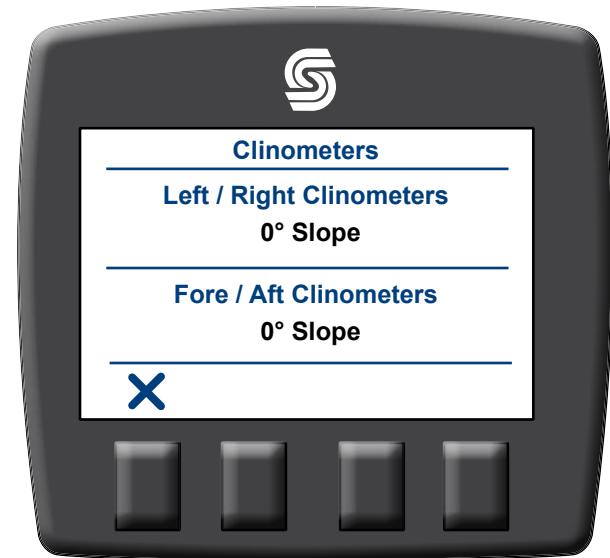 Clinometers
Left / Right Clinometers
0° Slope
Fore / Aft Clinometers
0° Slope